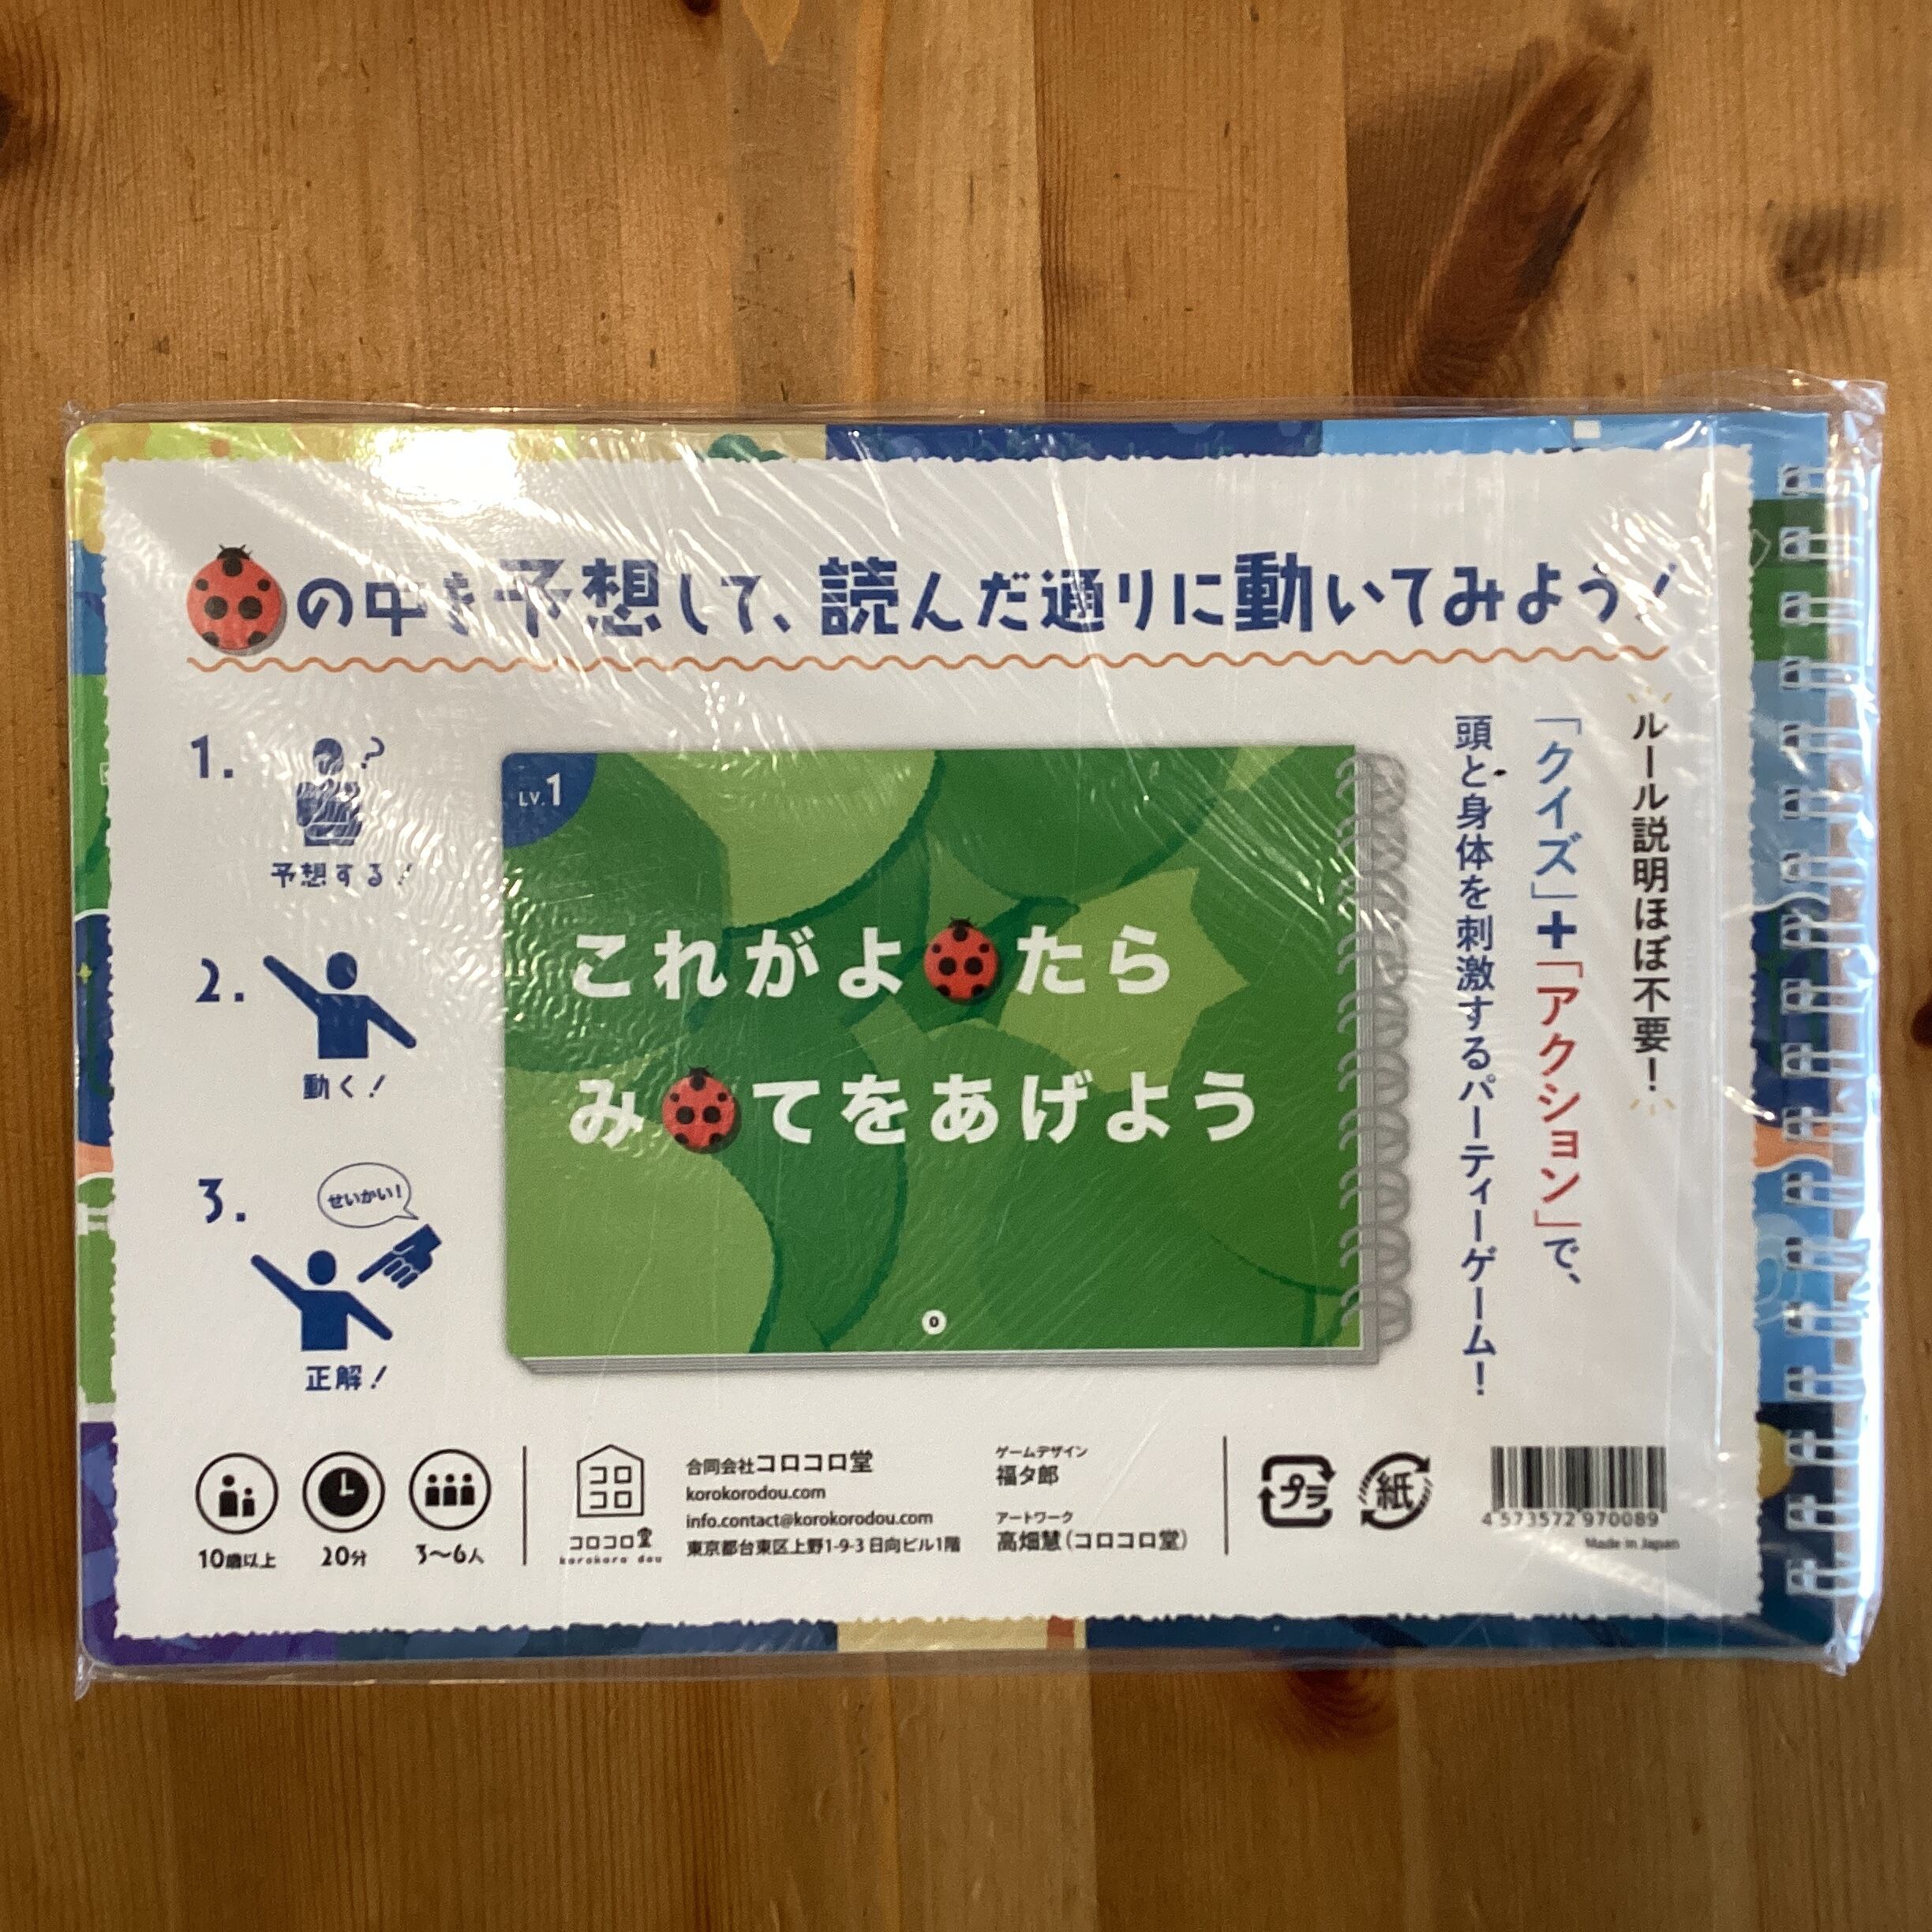 の中を予想して、読んだ通りに動いてみよう!
ルール説明ほぼ不要!
「クイズ」+「アクション」で、
頭と身体を刺激するパーティーゲーム!
1.
?
予想する!
2.
動く!
3.
せいかい!
正解!
LV.1
これがよ たら
み てをあげよう
0
10歳以上
20分
3〜6人
コロ
コロ
コロコロ堂
korokoro dou
合同会社コロコロ堂
korokorodou.com
info.contact@korokorodou.com
東京都台東区上野1-9-3 日向ビル1階
ゲームデザイン
福夕郎
アートワーク
高畑慧(コロコロ堂)
プラ
紙
4 573572 970089
Made in Japan